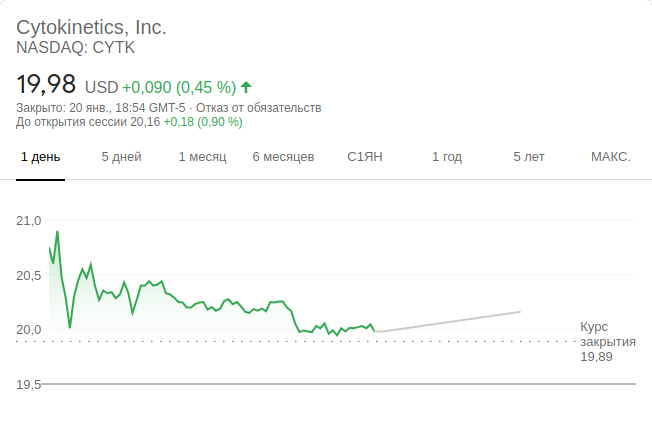 Cytokinetics, Inc.
NASDAQ: CYTK
19,98 USD +0,090 (0,45 %)
Закрыто: 20 янв., 18:54 GMT-5 · Отказ от обязательств
До открытия сессии 20,16 +0,18 (0,90 %)
1 день 5 дней 1 месяц 6 месяцев С1ЯН 1 год 5 лет МАКС.
21,0
20,5
20,0
Курс
закрытия
19,89
19,5